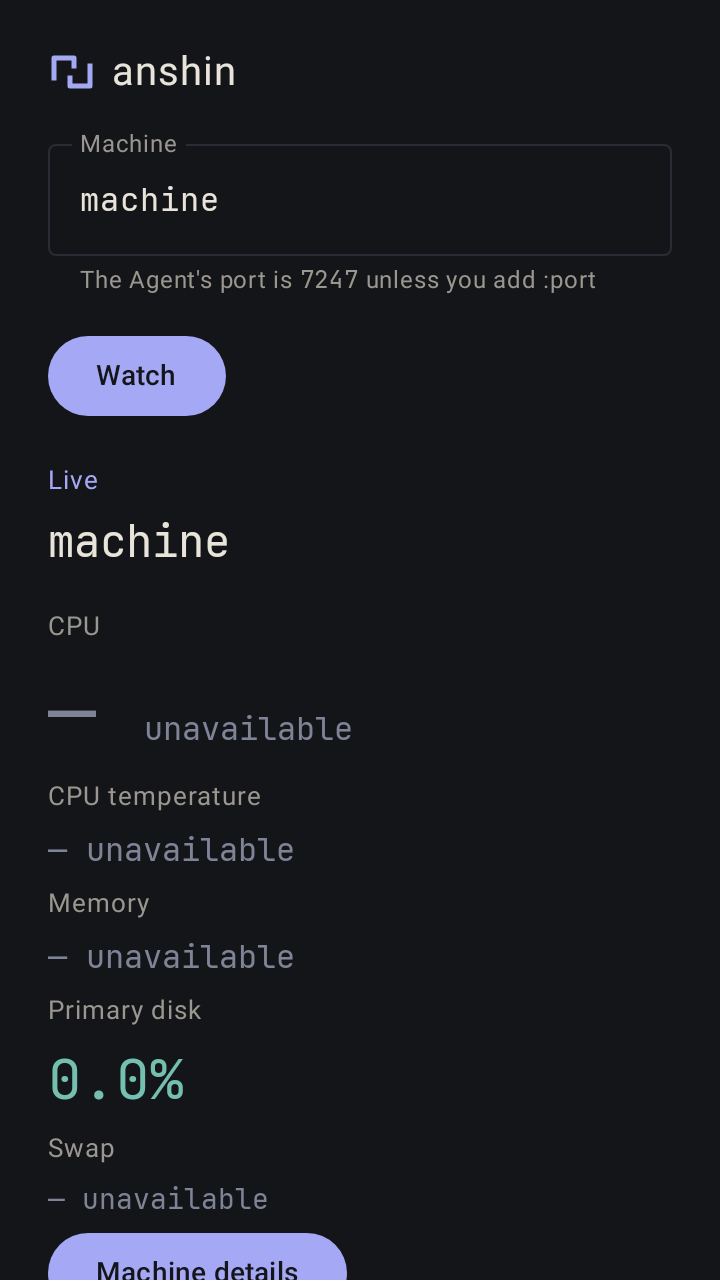 anshin
Machine
machine
The Agent's port is 7247 unless you add :port
Watch
Live
machine
CPU
— unavailable
CPU temperature
— unavailable
Memory
— unavailable
Primary disk
0.0%
Swap
— unavailable
Machine details